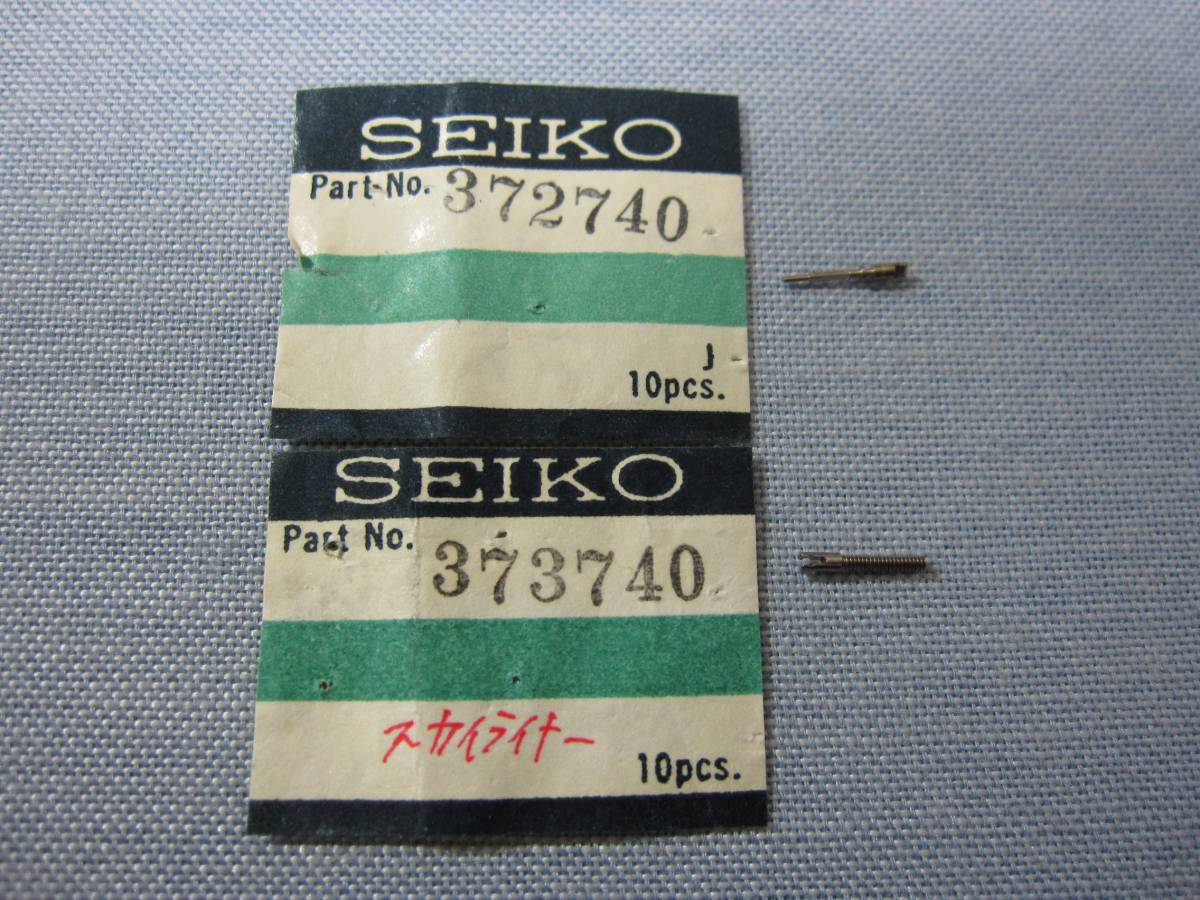 SEIKO
Part No. 372740
J
10pcs.
SEIKO
Part No. 373740
スカイライナー
10pcs.